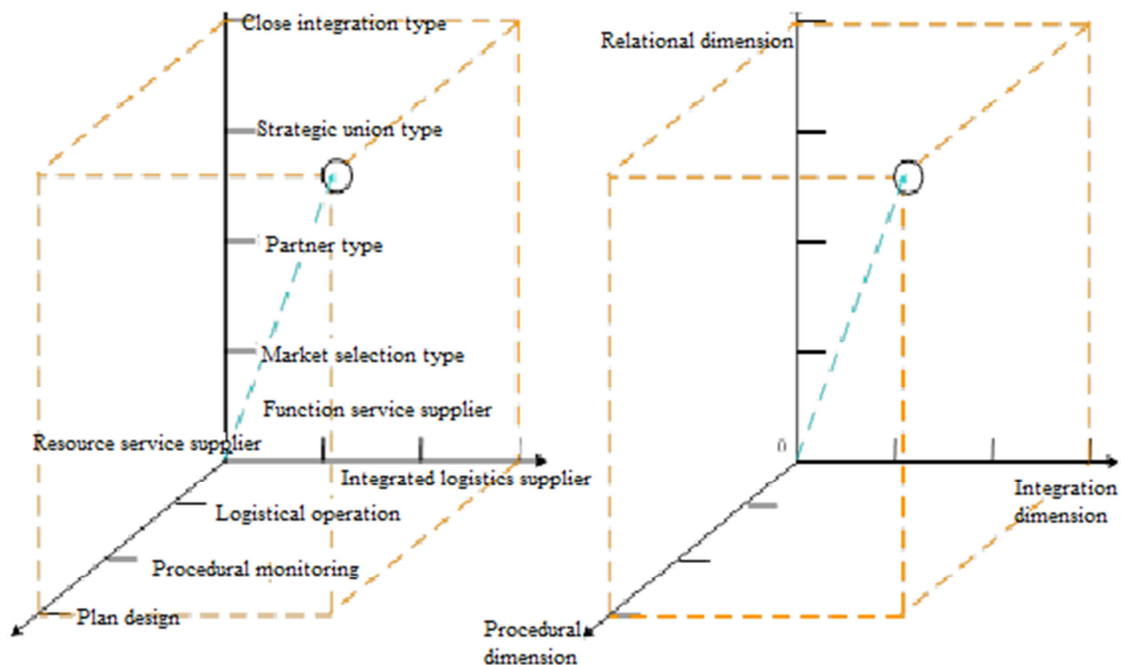 Close integration type
Strategic union type
Partner type
Market selection type
Function service supplier
Resource service supplier
Integrated logistics supplier
Logistical operation
Procedural monitoring
Plan design
Relational dimension
0
Integration
dimension
Procedural
dimension